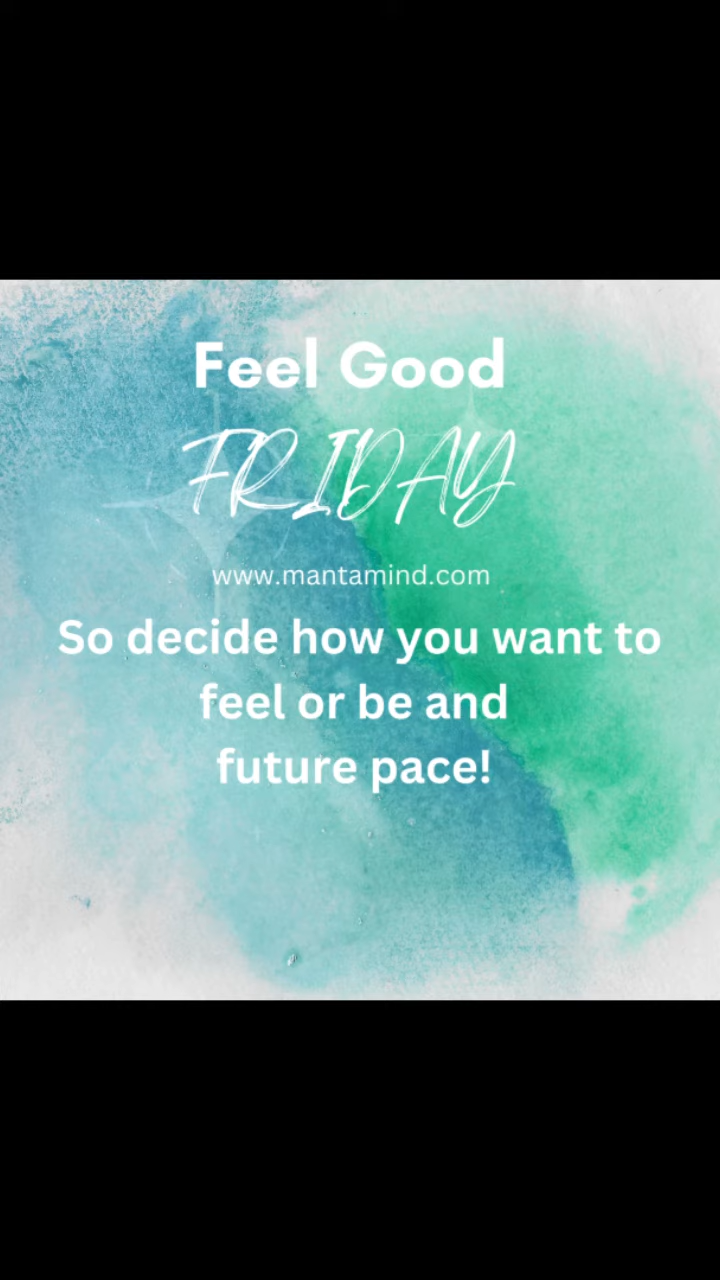 Feel Good
FRIDAY
www.mantamind.com
So decide how you want to
feel or be and
future pace!